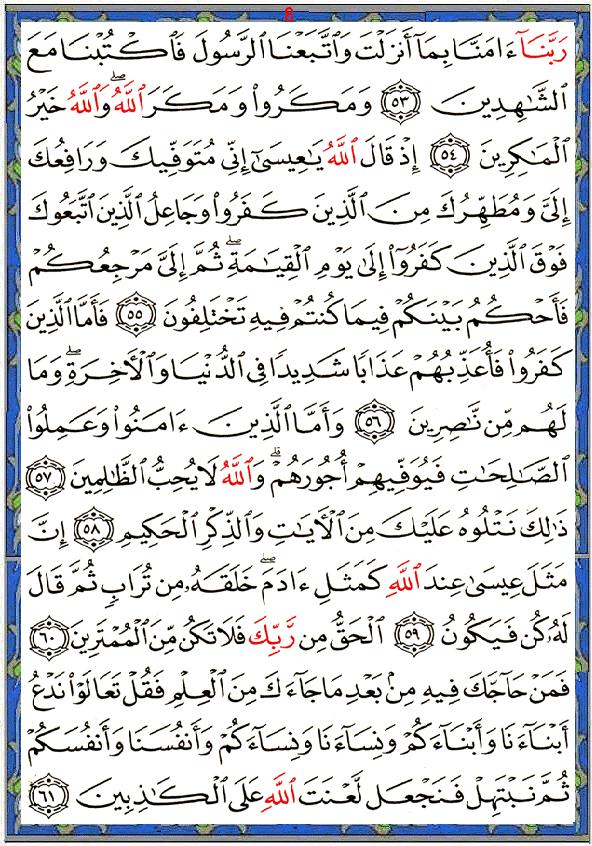 8
رَبَّنَآ ءَامَنَّا بِمَآ أَنزَلْتَ وَٱتَّبَعْنَا ٱلرَّسُولَ فَٱكْتُبْنَا مَعَ
ٱلشَّٰهِدِينَ ٥٣ وَمَكَرُوا۟ وَمَكَرَ ٱللَّهُ ۖ وَٱللَّهُ خَيْرُ
ٱلْمَٰكِرِينَ ٥٤ إِذْ قَالَ ٱللَّهُ يَٰعِيسَىٰٓ إِنِّى مُتَوَفِّيكَ وَرَافِعُكَ
إِلَىَّ وَمُطَهِّرُكَ مِنَ ٱلَّذِينَ كَفَرُوا۟ وَجَاعِلُ ٱلَّذِينَ ٱتَّبَعُوكَ
فَوْقَ ٱلَّذِينَ كَفَرُوٓا۟ إِلَىٰ يَوْمِ ٱلْقِيَٰمَةِ ۖ ثُمَّ إِلَىَّ مَرْجِعُكُمْ
فَأَحْكُمُ بَيْنَكُمْ فِيمَا كُنتُمْ فِيهِ تَخْتَلِفُونَ ٥٥ فَأَمَّا ٱلَّذِينَ
كَفَرُوا۟ فَأُعَذِّبُهُمْ عَذَابًا شَدِيدًا فِى ٱلدُّنْيَا وَٱلْءَاخِرَةِ ۖ وَمَا
لَهُم مِّن نَّٰصِرِينَ ٥٦ وَأَمَّا ٱلَّذِينَ ءَامَنُوا۟ وَعَمِلُوا۟
ٱلصَّٰلِحَٰتِ فَيُوَفِّيهِمْ أُجُورَهُمْ ۗ وَٱللَّهُ لَا يُحِبُّ ٱلظَّٰلِمِينَ ٥٧
ذَٰلِكَ نَتْلُوهُ عَلَيْكَ مِنَ ٱلْءَايَٰتِ وَٱلذِّكْرِ ٱلْحَكِيمِ ٥٨ إِنَّ
مَثَلَ عِيسَىٰ عِندَ ٱللَّهِ كَمَثَلِ ءَادَمَ ۖ خَلَقَهُۥ مِن تُرَابٍ ثُمَّ قَالَ
لَهُۥ كُن فَيَكُونُ ٥٩ ٱلْحَقُّ مِن رَّبِّكَ فَلَا تَكُن مِّنَ ٱلْمُمْتَرِينَ ٦٠
فَمَنْ حَآجَّكَ فِيهِ مِنۢ بَعْدِ مَا جَآءَكَ مِنَ ٱلْعِلْمِ فَقُلْ تَعَالَوْا۟ نَدْعُ
أَبْنَآءَنَا وَأَبْنَآءَكُمْ وَنِسَآءَنَا وَنِسَآءَكُمْ وَأَنفُسَنَا وَأَنفُسَكُمْ
ثُمَّ نَبْتَهِلْ فَنَجْعَل لَّعْنَتَ ٱللَّهِ عَلَى ٱلْكَٰذِبِينَ ٦١